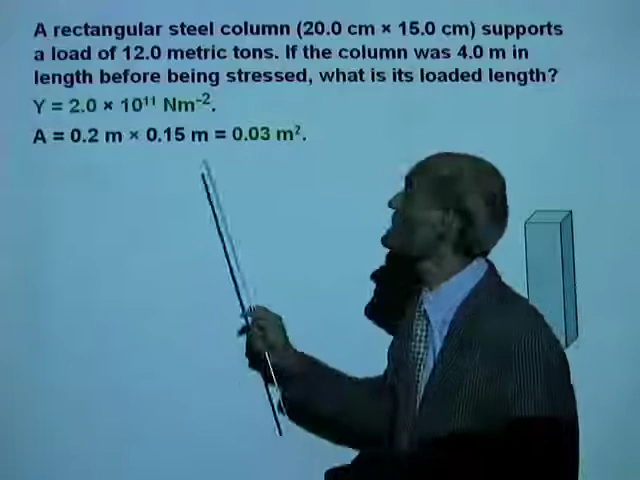 A rectangular steel column (20.0 cm × 15.0 cm) supports
a load of 12.0 metric tons. If the column was 4.0 m in
length before being stressed, what is its loaded length?
Y = 2.0 × 10¹¹ Nm⁻².
A = 0.2 m × 0.15 m = 0.03 m².